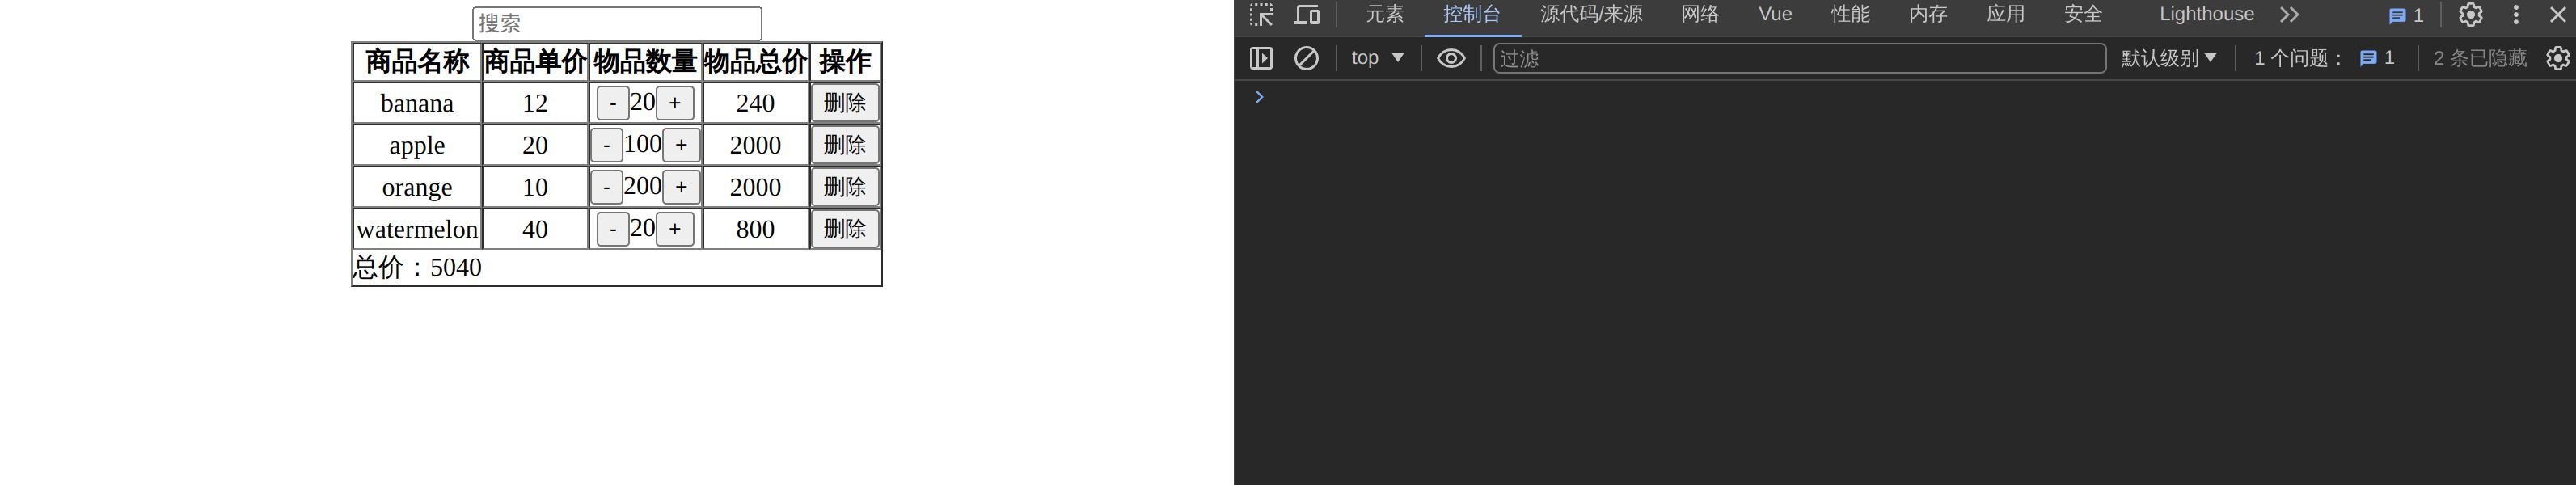 搜索
商品名称 商品单价 物品数量 物品总价 操作
banana 12 - 20 + 240 删除
apple 20 - 100 + 2000 删除
orange 10 - 200 + 2000 删除
watermelon 40 - 20 + 800 删除
总价：5040
元素 控制台 源代码/来源 网络 Vue 性能 内存 应用 安全 Lighthouse 1
top 过滤 默认级别 1 个问题： 1 2 条已隐藏